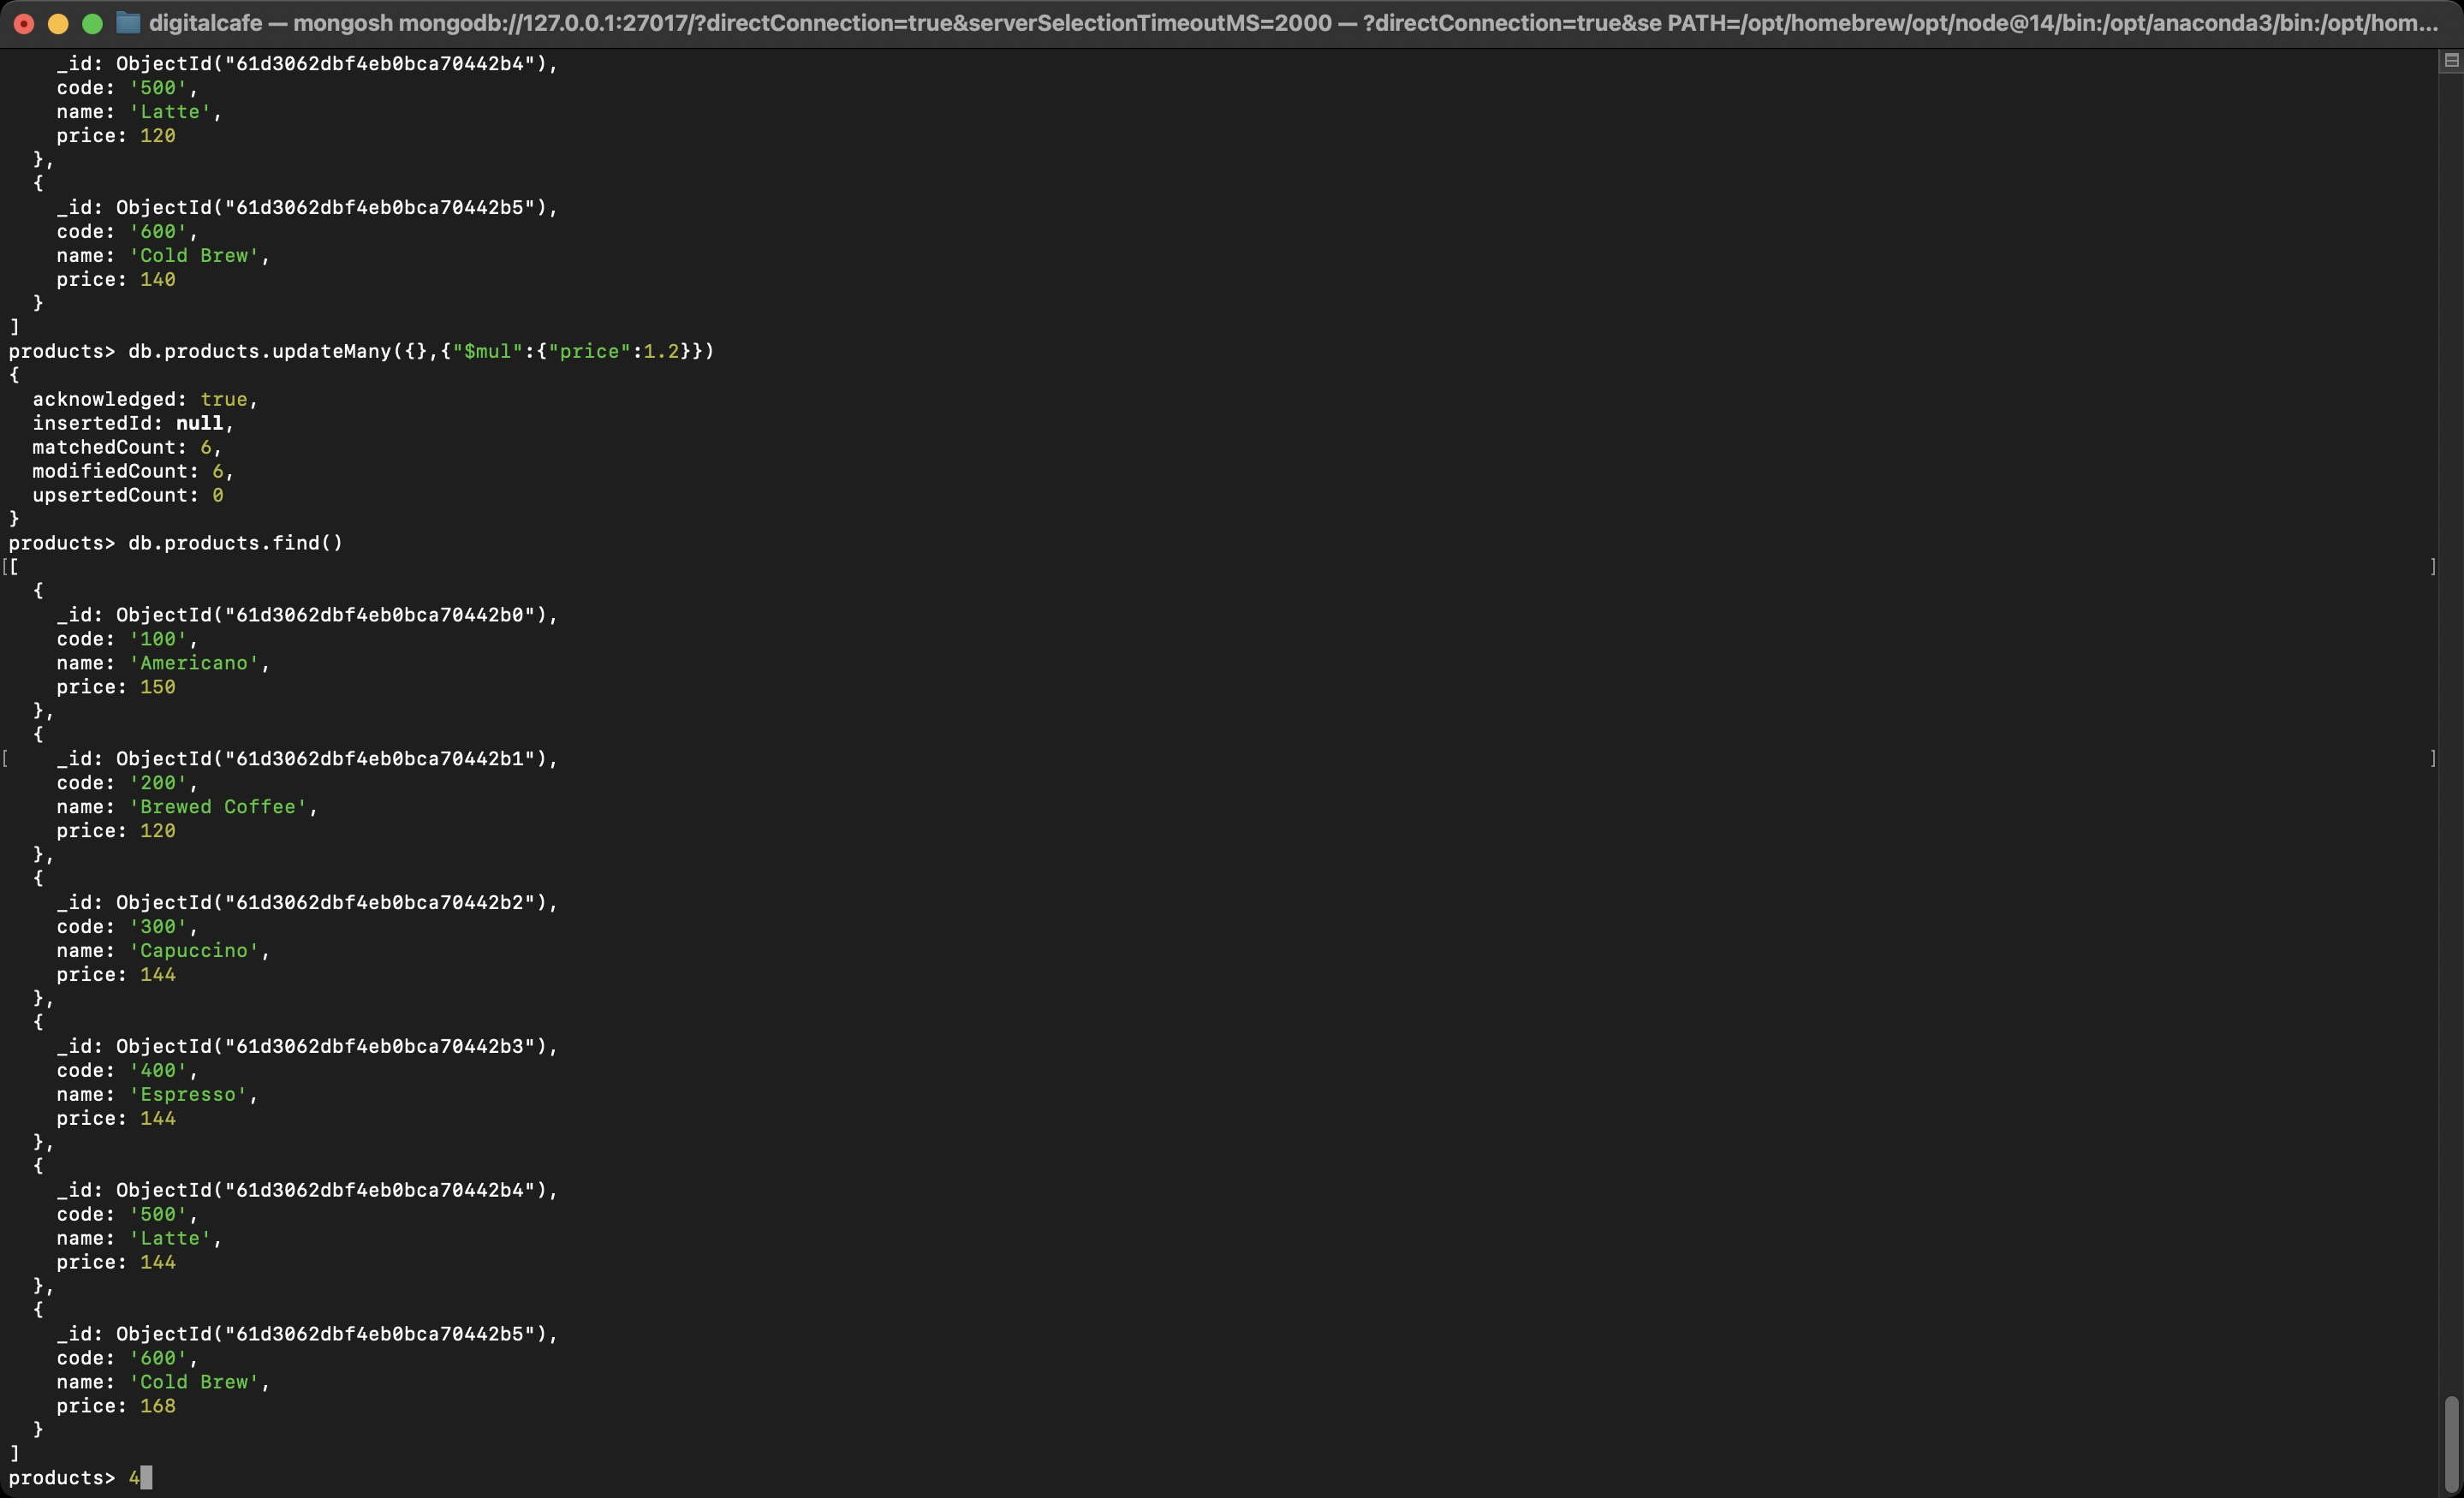 digitalcafe — mongosh mongodb://127.0.0.1:27017/?directConnection=true&serverSelectionTimeoutMS=2000 — ?directConnection=true&se PATH=/opt/homebrew/opt/node@14/bin:/opt/anaconda3/bin:/opt/hom...
_id: ObjectId("61d3062dbf4eb0bca70442b4"),
code: '500',
name: 'Latte',
price: 120
},
{
_id: ObjectId("61d3062dbf4eb0bca70442b5"),
code: '600',
name: 'Cold Brew',
price: 140
}
]
products> db.products.updateMany({},{"$mul":{"price":1.2}})
{
acknowledged: true,
insertedId: null,
matchedCount: 6,
modifiedCount: 6,
upsertedCount: 0
}
products> db.products.find()
[[ ]
{
_id: ObjectId("61d3062dbf4eb0bca70442b0"),
code: '100',
name: 'Americano',
price: 150
},
{
[ _id: ObjectId("61d3062dbf4eb0bca70442b1"), ]
code: '200',
name: 'Brewed Coffee',
price: 120
},
{
_id: ObjectId("61d3062dbf4eb0bca70442b2"),
code: '300',
name: 'Capuccino',
price: 144
},
{
_id: ObjectId("61d3062dbf4eb0bca70442b3"),
code: '400',
name: 'Espresso',
price: 144
},
{
_id: ObjectId("61d3062dbf4eb0bca70442b4"),
code: '500',
name: 'Latte',
price: 144
},
{
_id: ObjectId("61d3062dbf4eb0bca70442b5"),
code: '600',
name: 'Cold Brew',
price: 168
}
]
products> 4